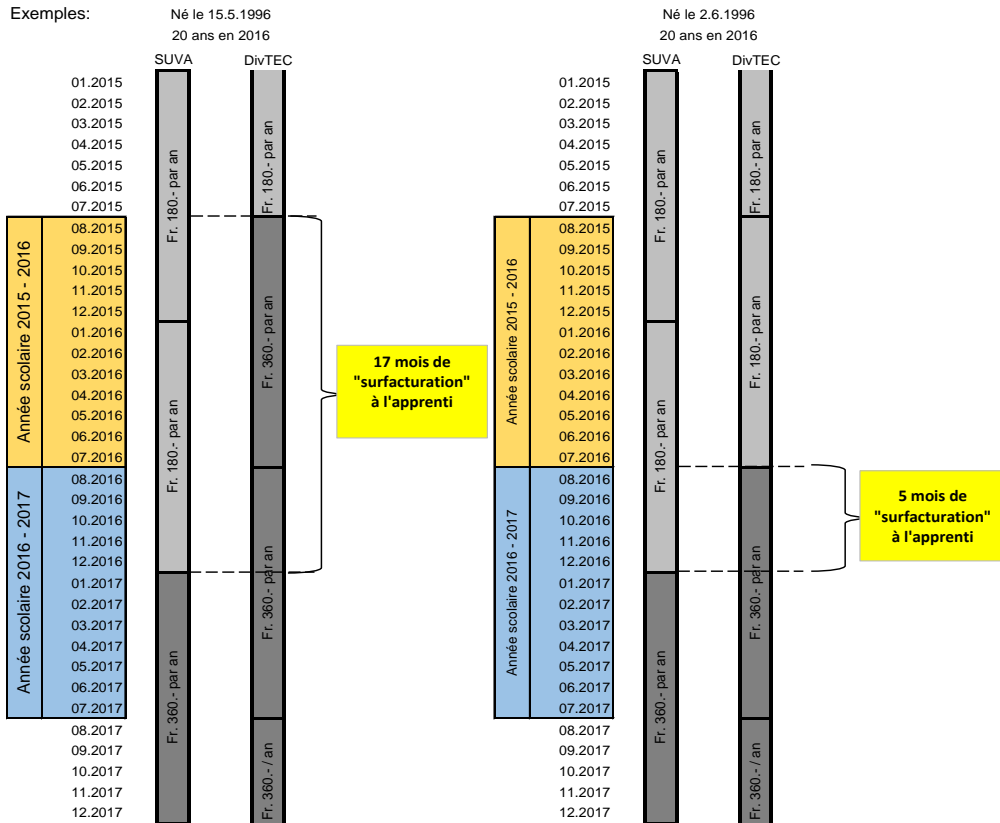 Exemples:
Né le 15.5.1996
20 ans en 2016
SUVA
DivTEC
01.2015
02.2015
03.2015
04.2015
05.2015
06.2015
07.2015
08.2015
09.2015
10.2015
11.2015
12.2015
01.2016
02.2016
03.2016
04.2016
05.2016
06.2016
07.2016
08.2016
09.2016
10.2016
11.2016
12.2016
01.2017
02.2017
03.2017
04.2017
05.2017
06.2017
07.2017
08.2017
09.2017
10.2017
11.2017
12.2017
Année scolaire 2015 - 2016
Année scolaire 2016 - 2017
Fr. 180.- par an
Fr. 180.- par an
Fr. 360.- par an
Fr. 180.- par an
Fr. 360.- par an
Fr. 360.- par an
Fr. 360.- / an
17 mois de
"surfacturation"
à l'apprenti
Né le 2.6.1996
20 ans en 2016
SUVA
DivTEC
01.2015
02.2015
03.2015
04.2015
05.2015
06.2015
07.2015
08.2015
09.2015
10.2015
11.2015
12.2015
01.2016
02.2016
03.2016
04.2016
05.2016
06.2016
07.2016
08.2016
09.2016
10.2016
11.2016
12.2016
01.2017
02.2017
03.2017
04.2017
05.2017
06.2017
07.2017
08.2017
09.2017
10.2017
11.2017
12.2017
Année scolaire 2015 - 2016
Année scolaire 2016 - 2017
Fr. 180.- par an
Fr. 180.- par an
Fr. 360.- par an
Fr. 180.- par an
Fr. 180.- par an
Fr. 360.- par an
Fr. 360.- / an
5 mois de
"surfacturation"
à l'apprenti